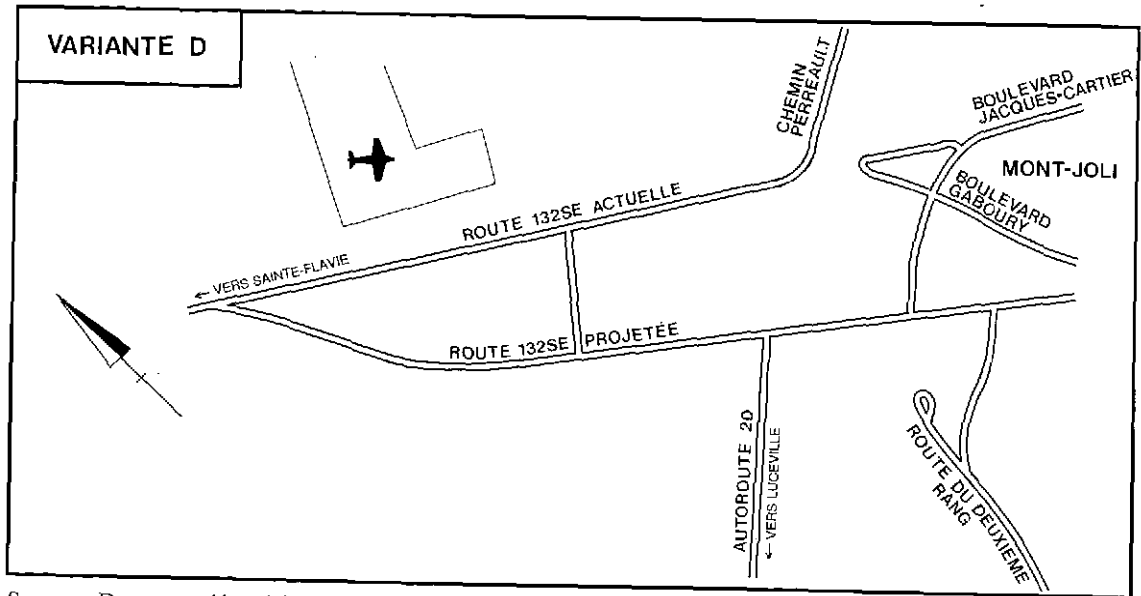 VARIANTE D
CHEMIN
PERREAULT
BOULEVARD
JACQUES-CARTIER
MONT-JOLI
BOULEVARD
GABOURY
ROUTE 132SE ACTUELLE
← VERS SAINTE-FLAVIE
ROUTE 132SE PROJETÉE
AUTOROUTE 20
← VERS LUCEVILLE
ROUTE DU DEUXIEME
RANG